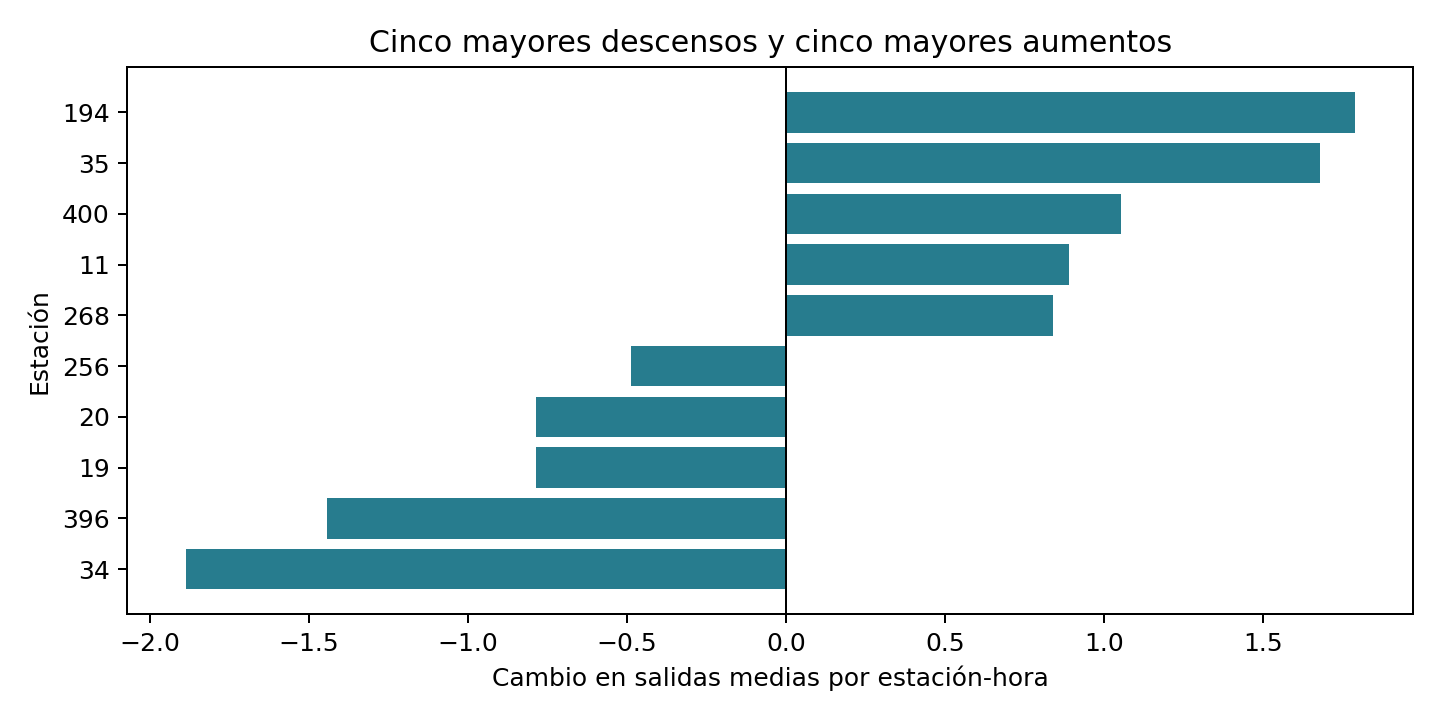 Cinco mayores descensos y cinco mayores aumentos
Estación
194
35
400
11
268
256
20
19
396
34
−2.0 −1.5 −1.0 −0.5 0.0 0.5 1.0 1.5
Cambio en salidas medias por estación-hora